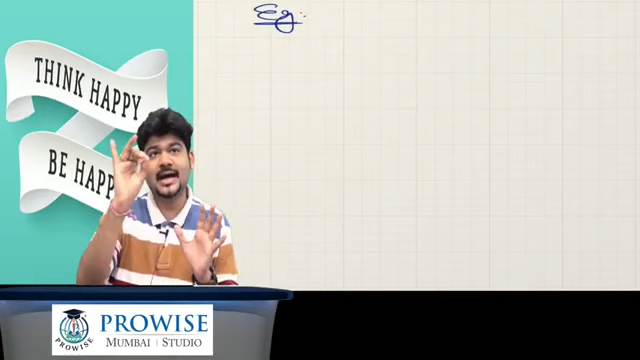 Eg:
THINK HAPPY
BE HAPP
PROWISE
PROWISE
MUMBAI | STUDIO